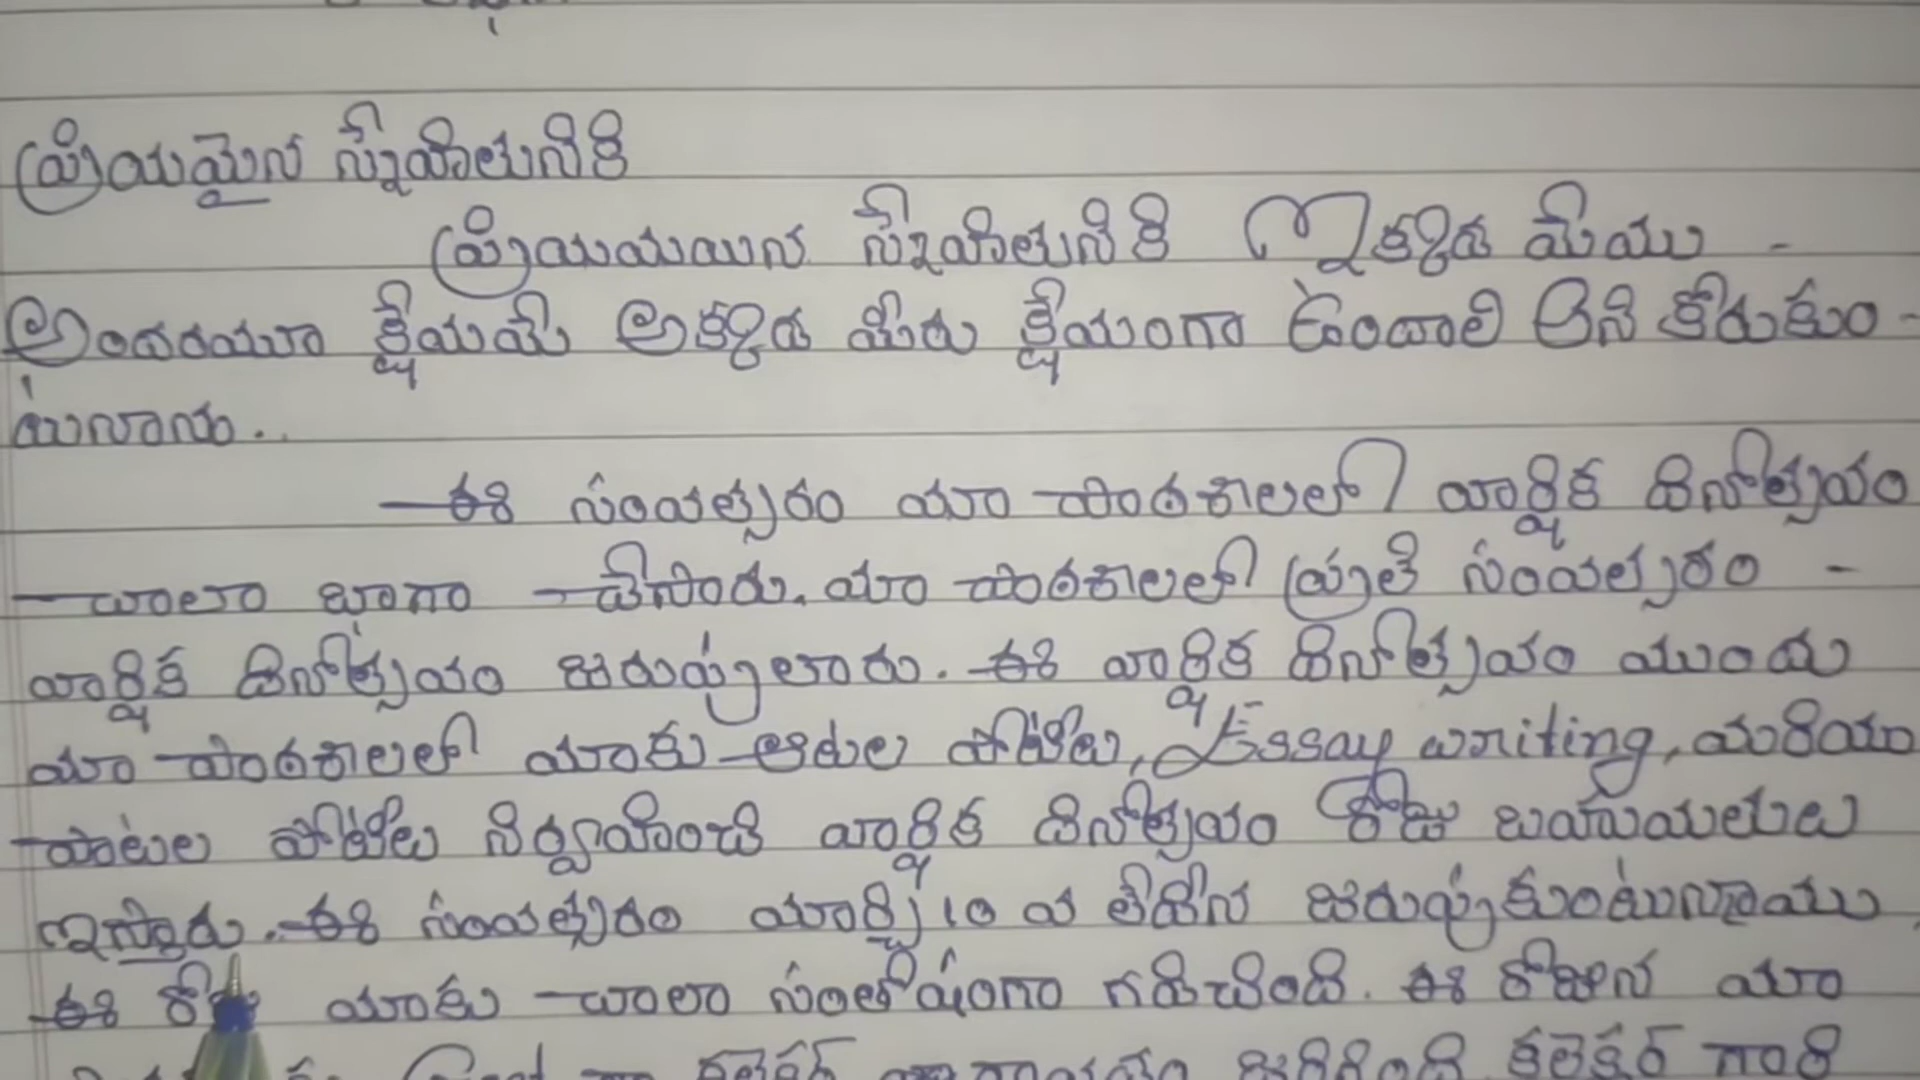 ప్రియమైన స్నేహితునికి
ప్రియమయిన స్నేహితునికి ఇక్కడ మేము -
అందరమూ క్షేమమే అక్కడ మీరు క్షేమంగా ఉండాలి అని కోరుకుం -
టున్నాను.
ఈ సంవత్సరం మా పాఠశాలలో వార్షిక దినోత్సవం
చాలా బాగా చేసారు. మా పాఠశాలలో ప్రతి సంవత్సరం -
వార్షిక దినోత్సవం జరుపుతారు. ఈ వార్షిక దినోత్సవం ముందు
మా పాఠశాలలో మాకు ఆటల పోటీలు, Essay writing, మరియు
పాటల పోటీలు నిర్వహించి వార్షిక దినోత్సవం రోజు బహుమతులు
ఇస్తారు. ఈ సంవత్సరం మార్చి 10 వ తేదీన జరుపుకుంటున్నాము.
ఈ మాకు చాలా సంతోషంగా గడిచింది. ఈ రోజున మా
కలెక్టర్ గారి